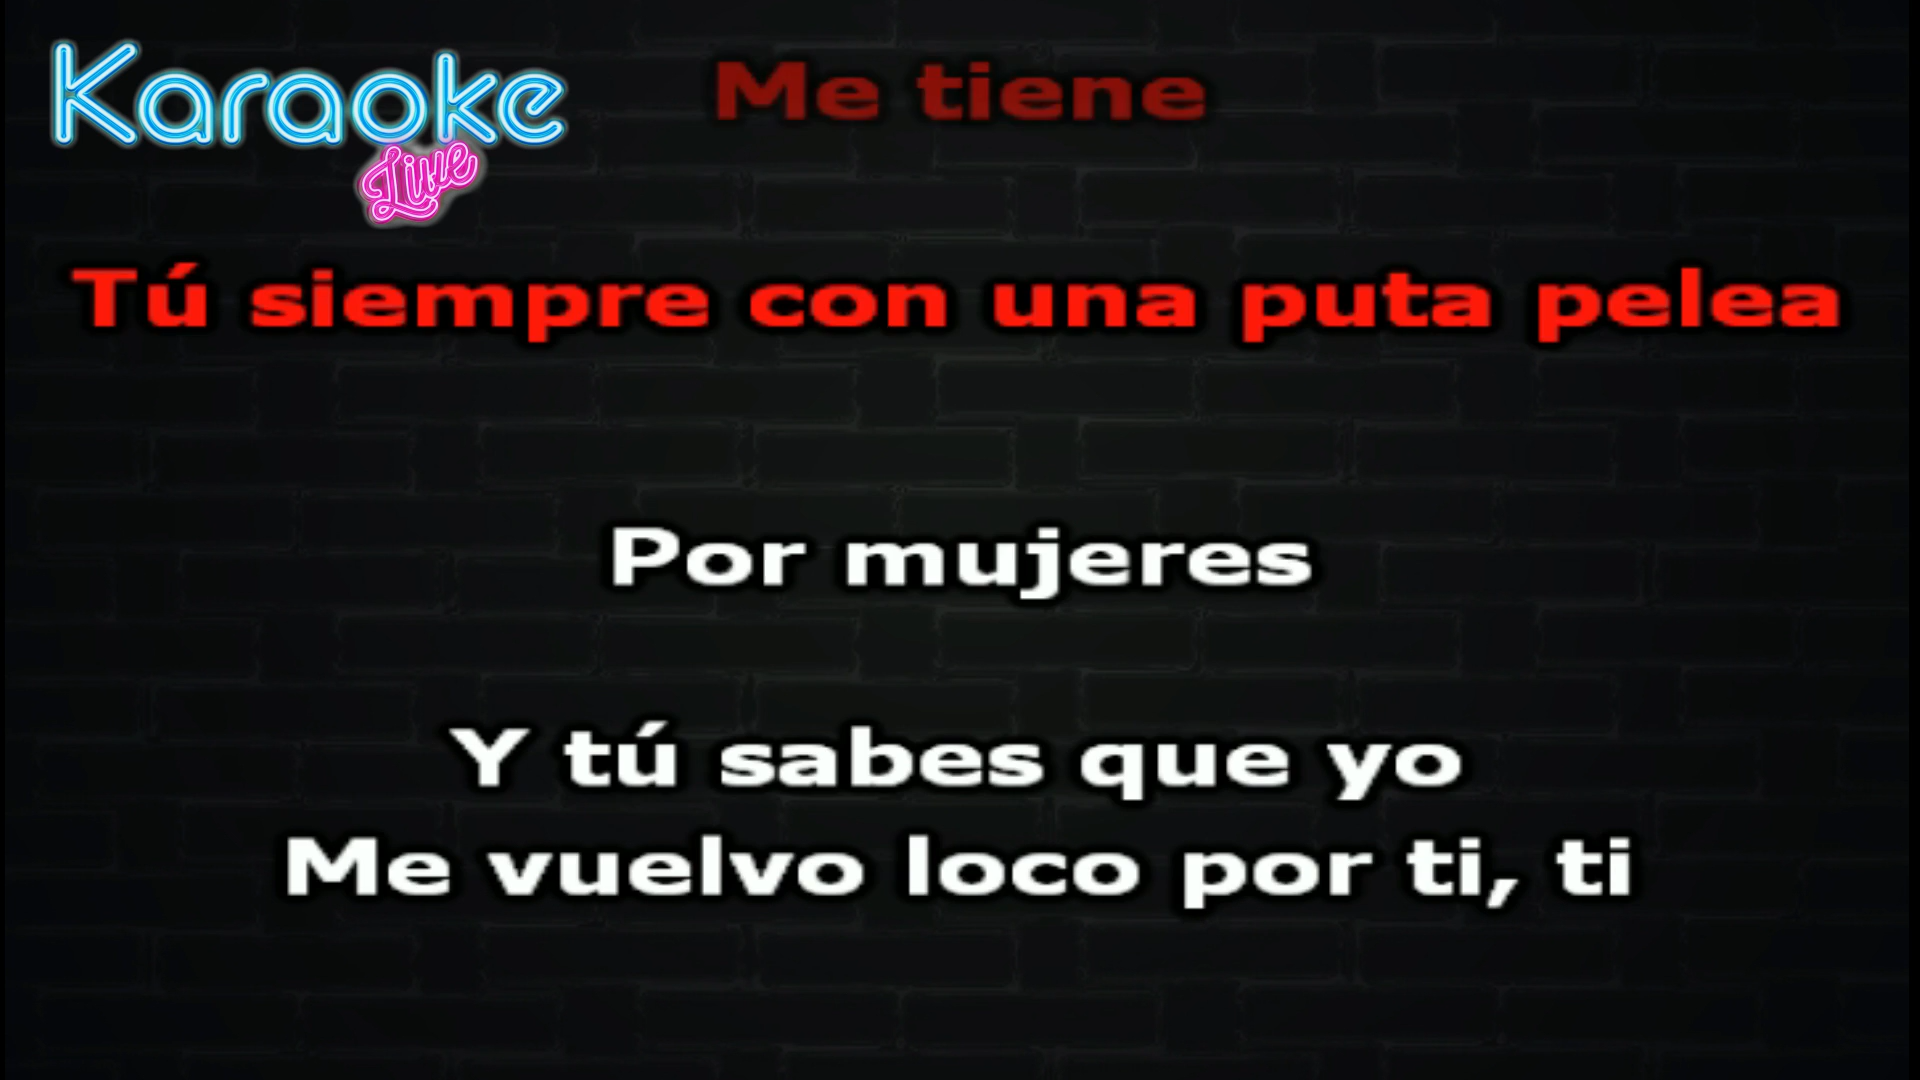 Karaoke
Live
Me tiene
Tú siempre con una puta pelea
Por mujeres
Y tú sabes que yo
Me vuelvo loco por ti, ti